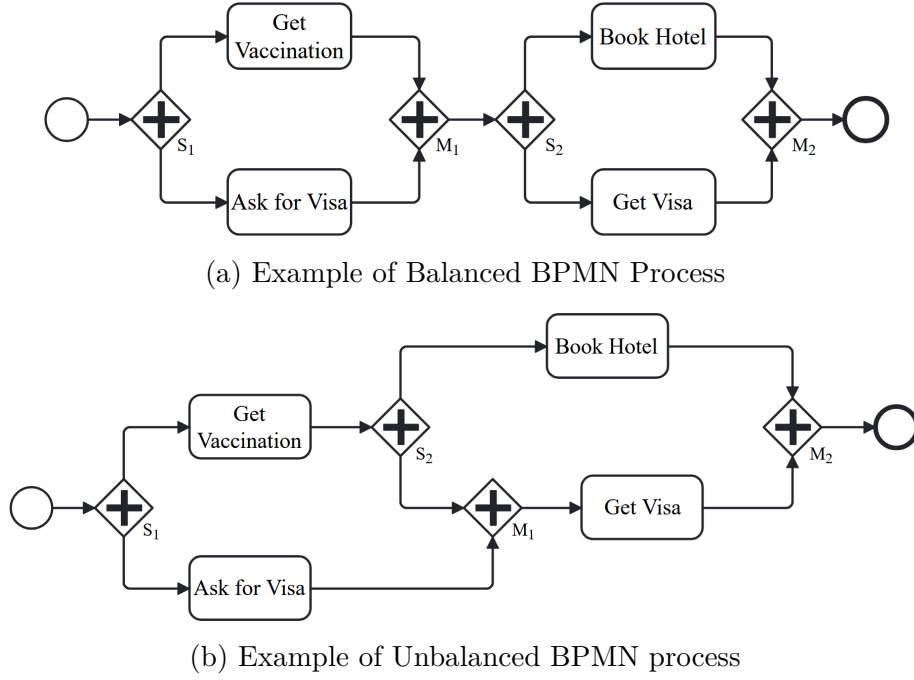 Get
Vaccination
Book Hotel
S1
M1
S2
M2
Ask for Visa
Get Visa
(a) Example of Balanced BPMN Process
Book Hotel
Get
Vaccination
S2
M2
S1
M1
Get Visa
Ask for Visa
(b) Example of Unbalanced BPMN process